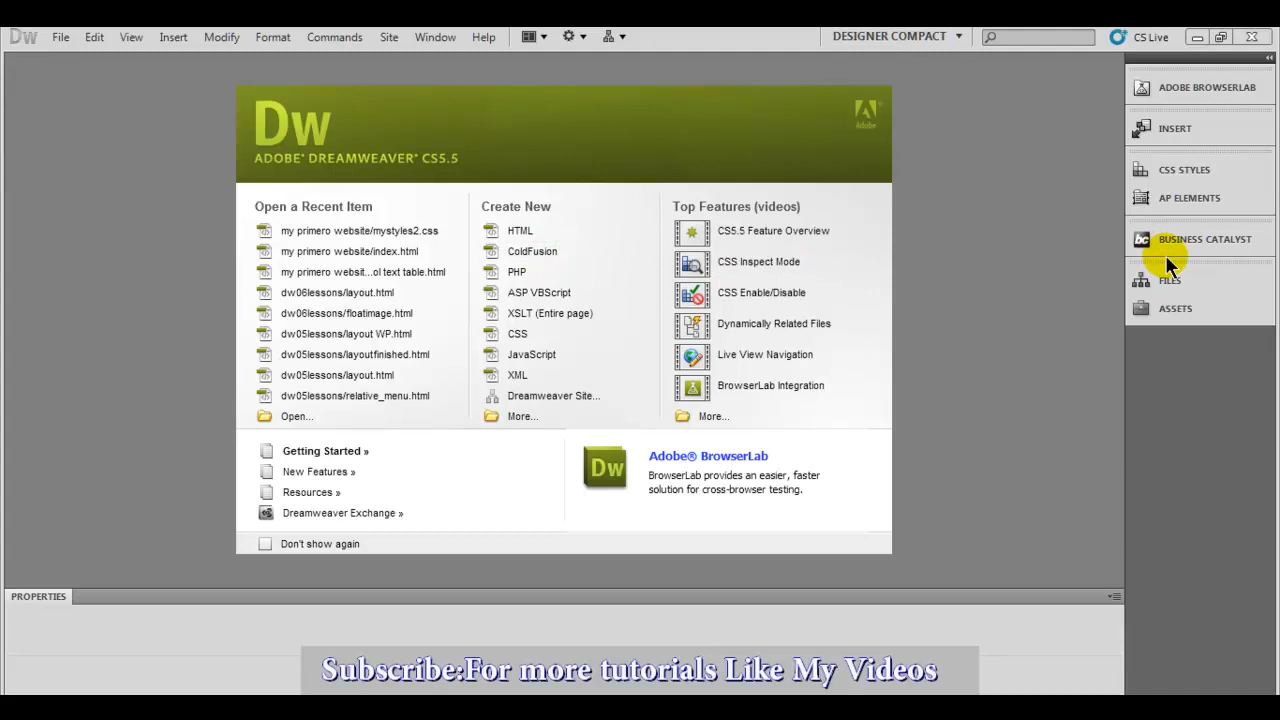 Dw File Edit View Insert Modify Format Commands Site Window Help DESIGNER COMPACT CS Live
Dw
ADOBE® DREAMWEAVER® CS5.5
Adobe
Open a Recent Item
my primero website/mystyles2.css
my primero website/index.html
my primero websit...ol text table.html
dw06lessons/layout.html
dw06lessons/floatimage.html
dw05lessons/layout WP.html
dw05lessons/layoutfinished.html
dw05lessons/layout.html
dw05lessons/relative_menu.html
Open...
Create New
HTML
ColdFusion
PHP
ASP VBScript
XSLT (Entire page)
CSS
JavaScript
XML
Dreamweaver Site...
More...
Top Features (videos)
CS5.5 Feature Overview
CSS Inspect Mode
CSS Enable/Disable
Dynamically Related Files
Live View Navigation
BrowserLab Integration
More...
Getting Started »
New Features »
Resources »
Dreamweaver Exchange »
Dw
Adobe® BrowserLab
BrowserLab provides an easier, faster
solution for cross-browser testing.
Don't show again
ADOBE BROWSERLAB
INSERT
CSS STYLES
AP ELEMENTS
bc BUSINESS CATALYST
FILES
ASSETS
PROPERTIES
Subscribe:For more tutorials Like My Videos